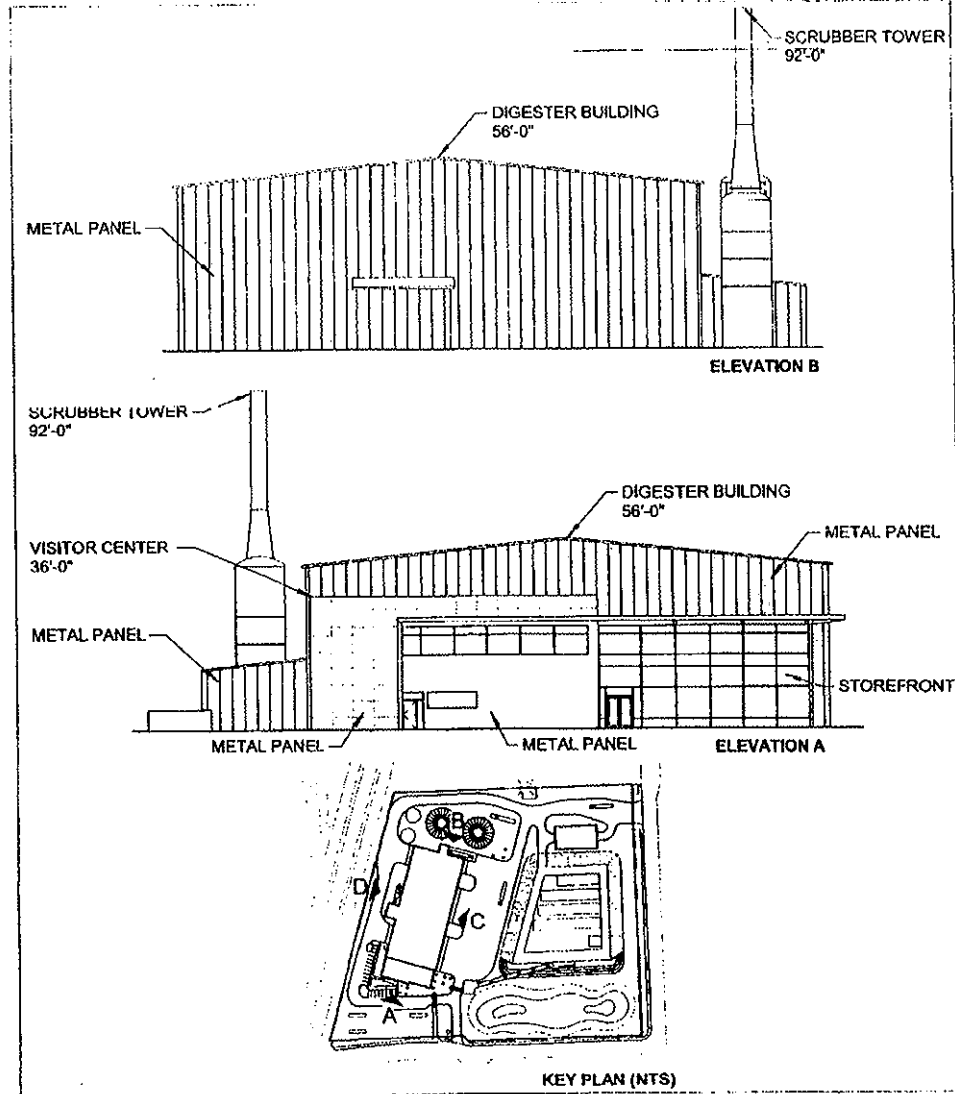 SCRUBBER TOWER
92'-0"
DIGESTER BUILDING
56'-0"
METAL PANEL
ELEVATION B
SCRUBBER TOWER
92'-0"
DIGESTER BUILDING
56'-0"
METAL PANEL
VISITOR CENTER
36'-0"
METAL PANEL
STOREFRONT
METAL PANEL
METAL PANEL
ELEVATION A
B
D
C
A
KEY PLAN (NTS)